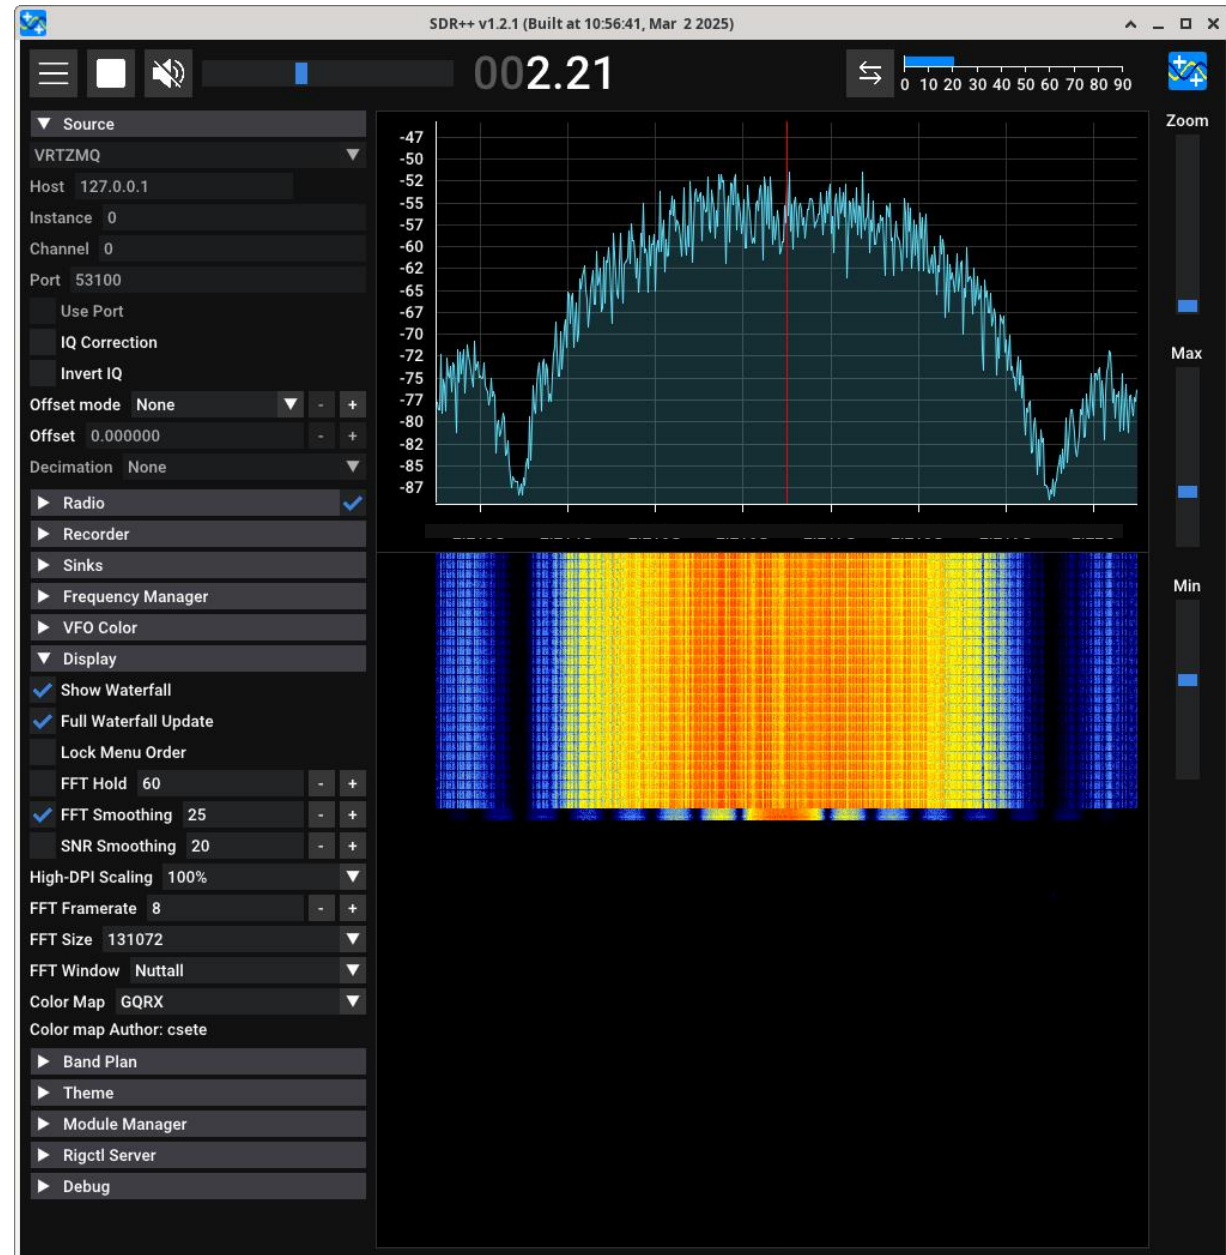 SDR++ v1.2.1 (Built at 10:56:41, Mar 2 2025)
002.21
0 10 20 30 40 50 60 70 80 90
Source
VRTZMQ
Host 127.0.0.1
Instance 0
Channel 0
Port 53100
Use Port
IQ Correction
Invert IQ
Offset mode None - +
Offset 0.000000 - +
Decimation None
Radio
Recorder
Sinks
Frequency Manager
VFO Color
Display
Show Waterfall
Full Waterfall Update
Lock Menu Order
FFT Hold 60 - +
FFT Smoothing 25 - +
SNR Smoothing 20 - +
High-DPI Scaling 100%
FFT Framerate 8 - +
FFT Size 131072
FFT Window Nuttall
Color Map GQRX
Color map Author: csete
Band Plan
Theme
Module Manager
Rigctl Server
Debug
-47
-50
-52
-55
-57
-60
-62
-65
-67
-70
-72
-75
-77
-80
-82
-85
-87
Zoom
Max
Min